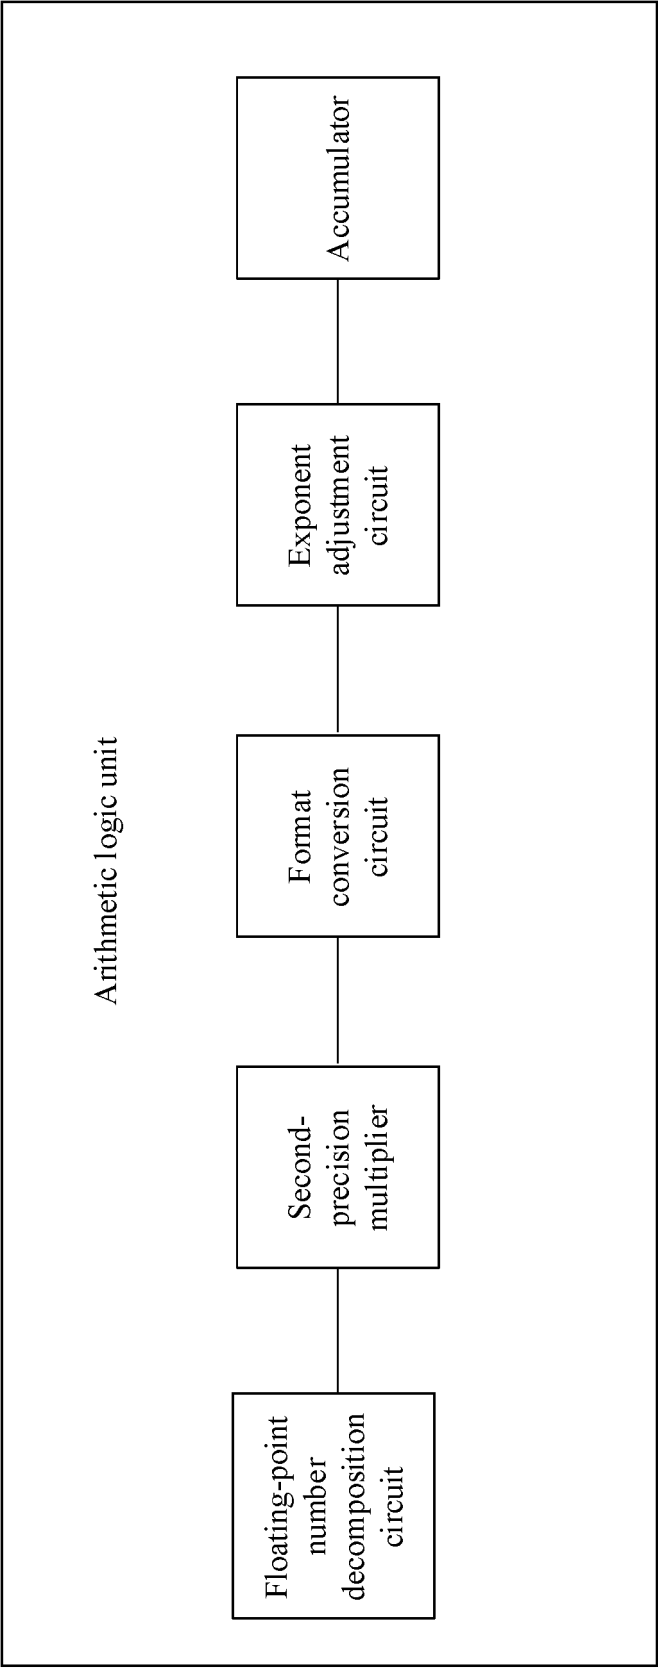 Arithmetic logic unit
Floating-point
number
decomposition
circuit
Second-
precision
multiplier
Format
conversion
circuit
Exponent
adjustment
circuit
Accumulator